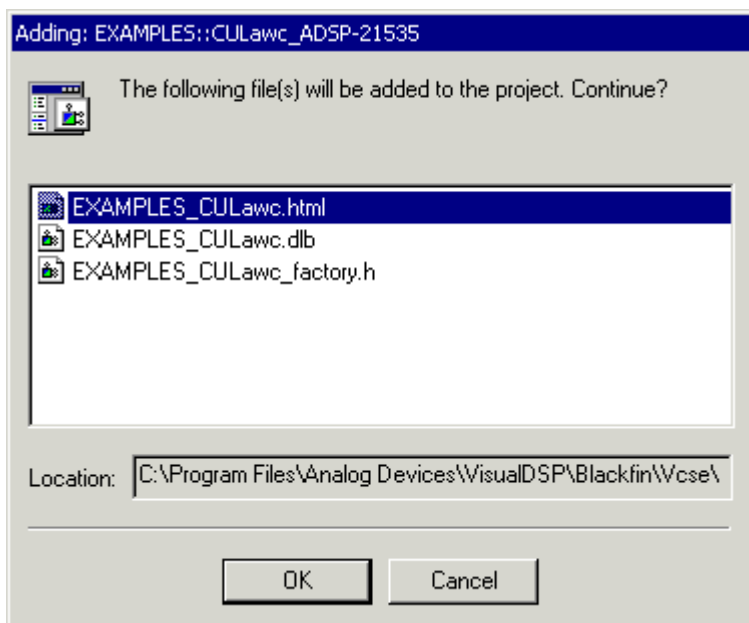 Adding: EXAMPLES::CULawc_ADSP-21535
The following file(s) will be added to the project. Continue?
EXAMPLES_CULawc.html
EXAMPLES_CULawc.dlb
EXAMPLES_CULawc_factory.h
Location: C:\Program Files\Analog Devices\VisualDSP\Blackfin\Vcse\
OK Cancel